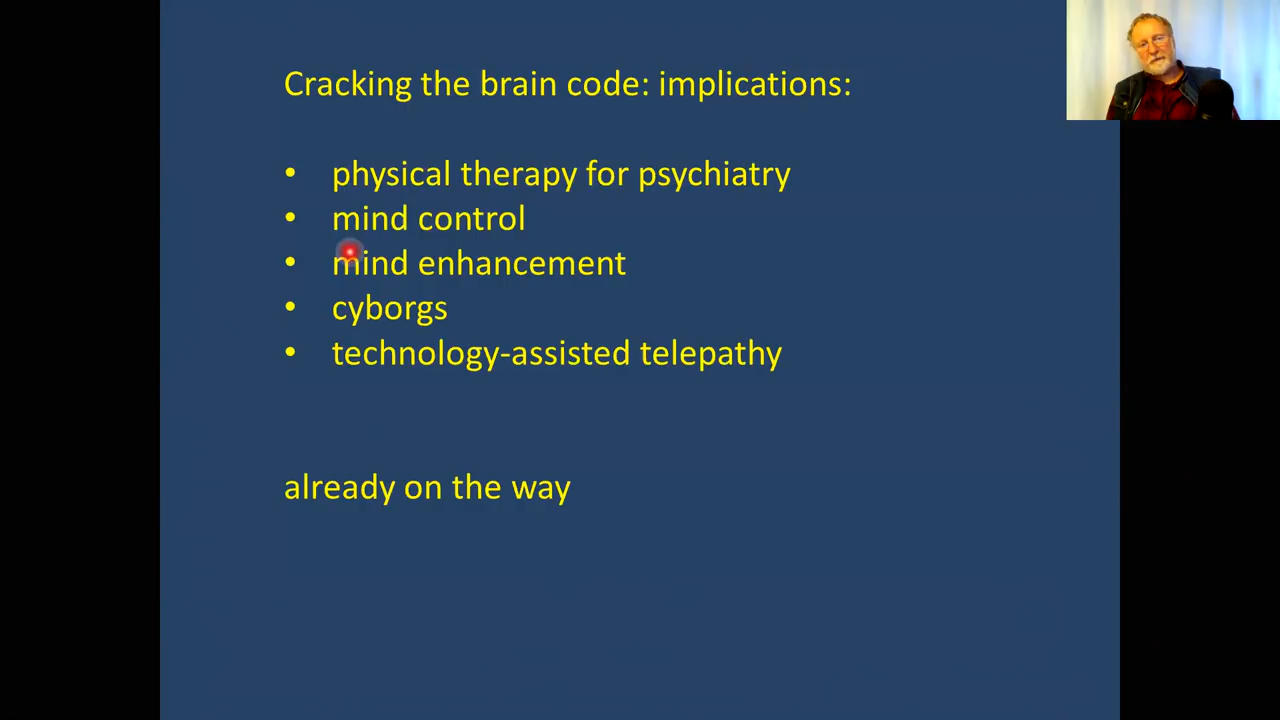 Cracking the brain code: implications:
• physical therapy for psychiatry
• mind control
• mind enhancement
• cyborgs
• technology-assisted telepathy
already on the way